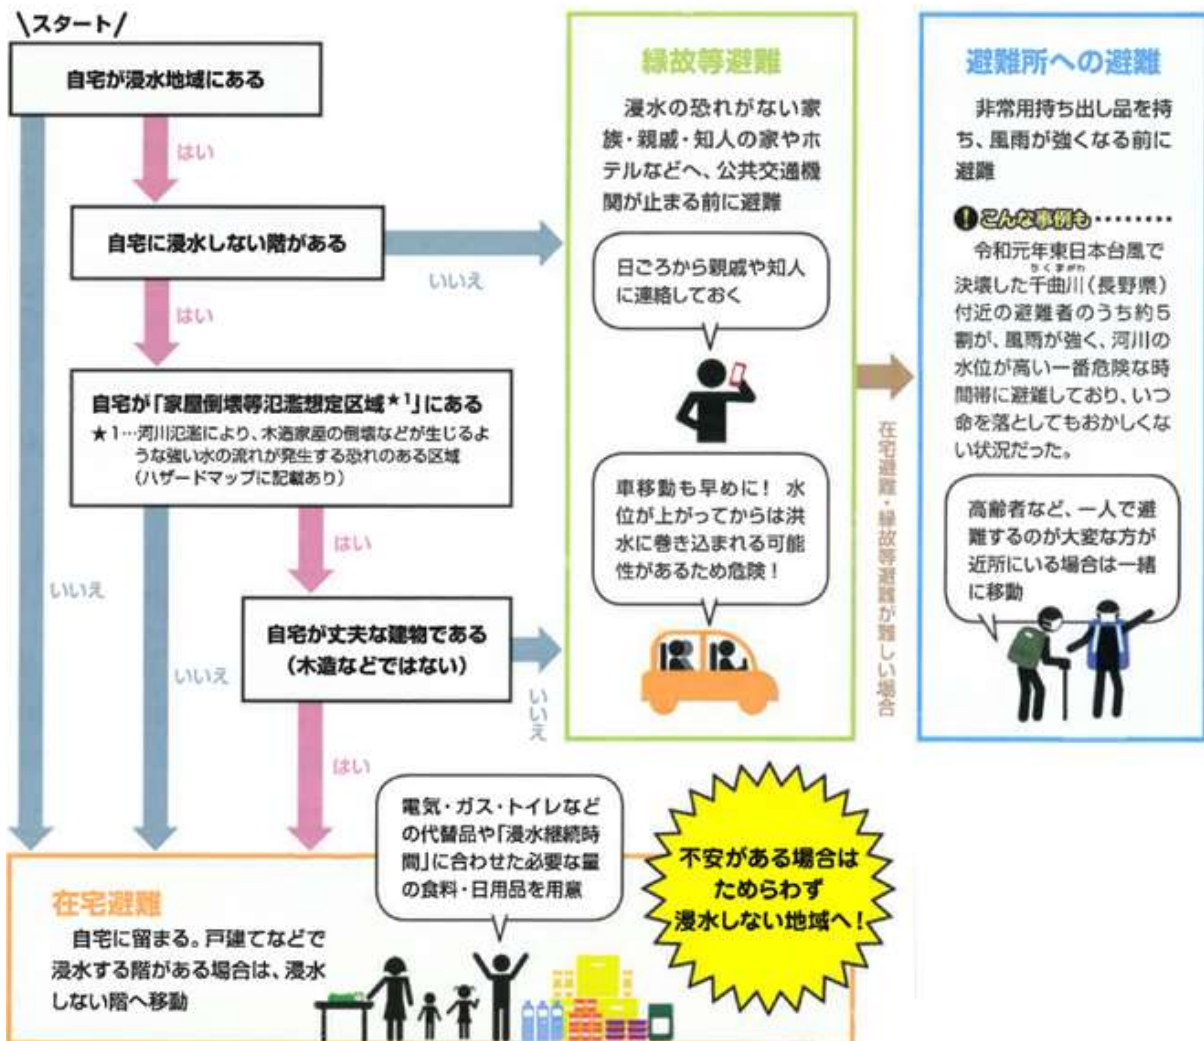 スタート
自宅が浸水地域にある
はい
いいえ
自宅に浸水しない階がある
いいえ
はい
自宅が「家屋倒壊等氾濫想定区域★1」にある
★1…河川氾濫により、木造家屋の倒壊などが生じるよ
うな強い水の流れが発生する恐れのある区域
(ハザードマップに記載あり)
はい
いいえ
自宅が丈夫な建物である
(木造などではない)
いいえ
はい
縁故等避難
浸水の恐れがない家
族・親戚・知人の家やホ
テルなどへ、公共交通機
関が止まる前に避難
日ごろから親戚や知人
に連絡しておく
車移動も早めに! 水
位が上がってからは洪
水に巻き込まれる可能
性があるため危険!
在宅避難・縁故等避難が難しい場合
避難所への避難
非常用持ち出し品を持
ち、風雨が強くなる前に
避難
!こんな事例も………
令和元年東日本台風で
ちくまがわ
決壊した千曲川(長野県)
付近の避難者のうち約5
割が、風雨が強く、河川の
水位が高い一番危険な時
間帯に避難しており、いつ
命を落としてもおかしくな
い状況だった。
高齢者など、一人で避
難するのが大変な方が
近所にいる場合は一緒
に移動
在宅避難
自宅に留まる。戸建てなどで
浸水する階がある場合は、浸水
しない階へ移動
電気・ガス・トイレなど
の代替品や「浸水継続時
間」に合わせた必要な量
の食料・日用品を用意
不安がある場合は
ためらわず
浸水しない地域へ!